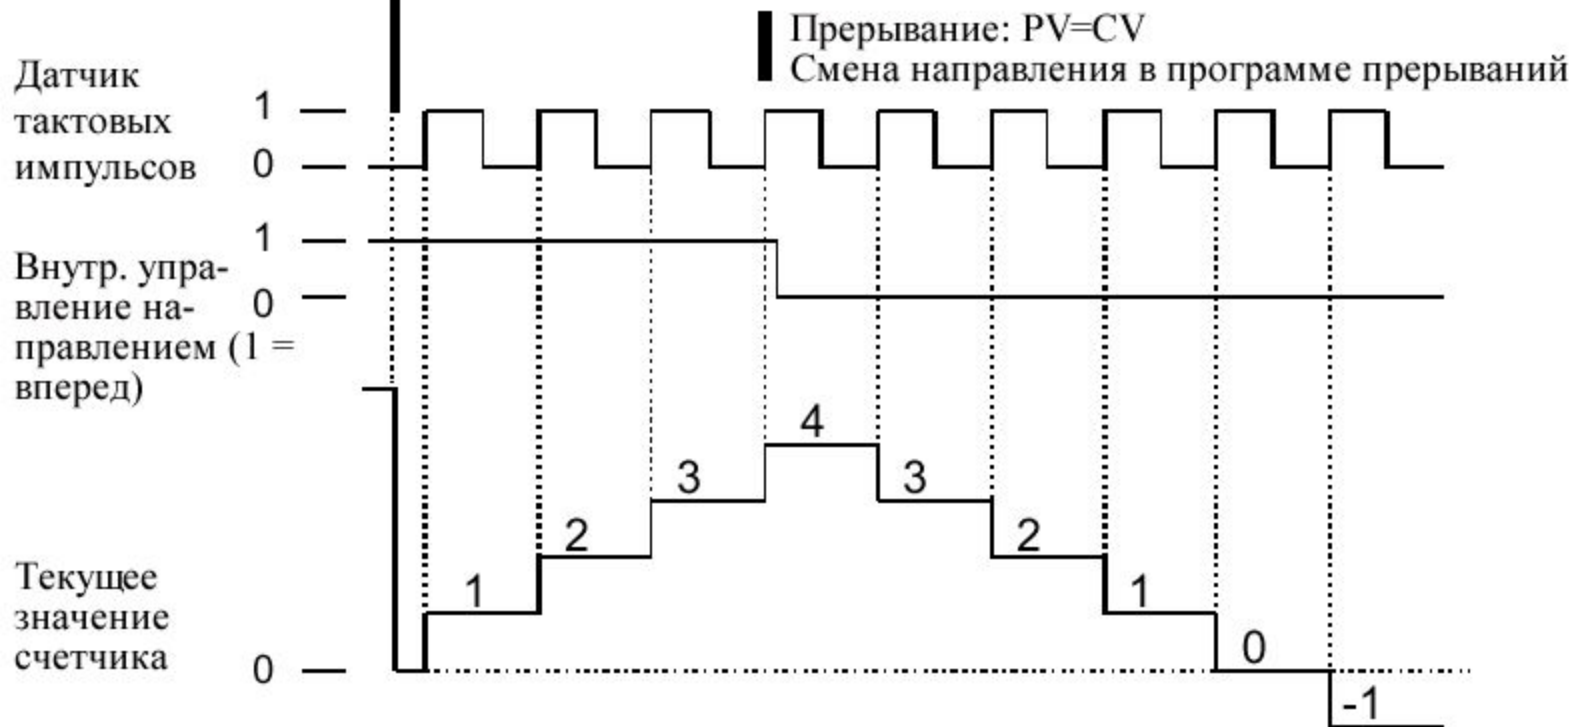 Прерывание: PV=CV
Смена направления в программе прерываний
Датчик
тактовых
импульсов
1
0
Внутр. упра-
вление на-
правлением (1 =
вперед)
1
0
4
3
3
2
2
1
1
0
-1
Текущее
значение
счетчика
0